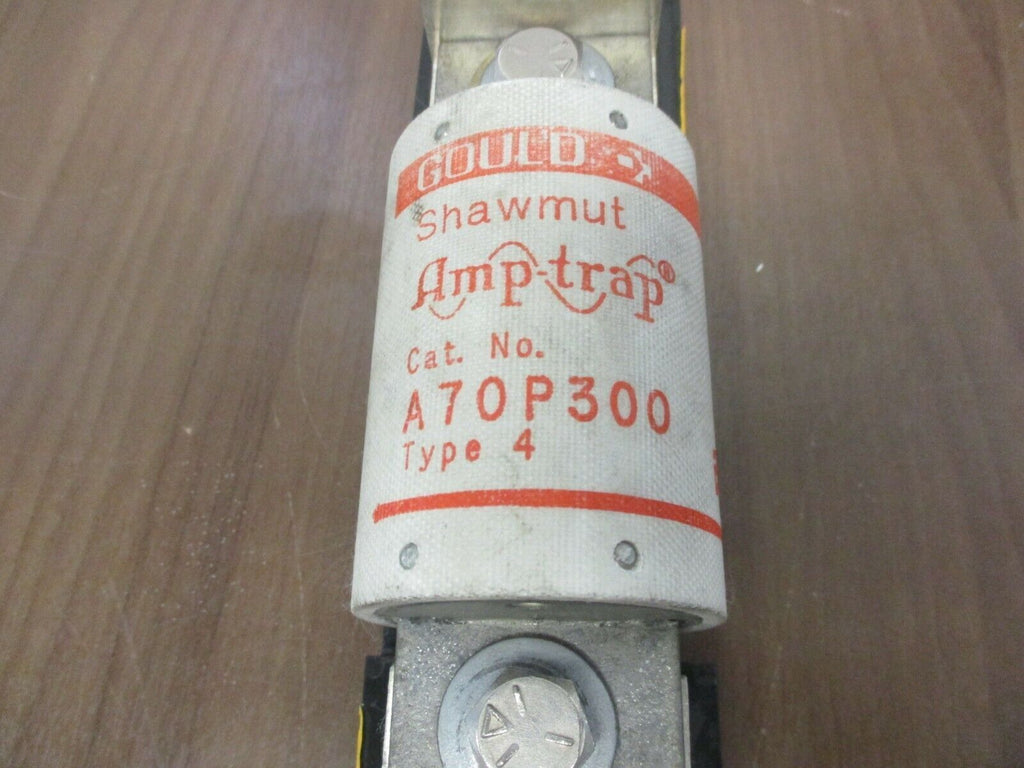 GOULD
Shawmut
Amp-trap®
Cat. No.
A70P300
Type 4